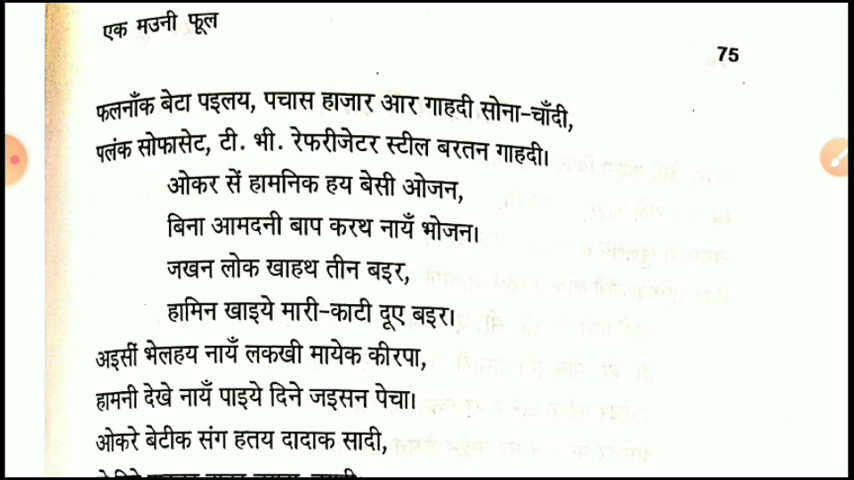 एक मउनी फूल
75
फलनाँक बेटा पइलय, पचास हाजार आर गाहदी सोना-चाँदी,
पलंक सोफासेट, टी. भी. रेफरीजेटर स्टील बरतन गाहदी।
ओकर सें हामनिक हय बेसी ओजन,
बिना आमदनी बाप करथ नायँ भोजन।
जखन लोक खाहथ तीन बइर,
हामिन खाइये मारी-काटी दूए बइर।
अइसीं भेलहय नायँ लकखी मायेक कीरपा,
हामनी देखे नायँ पाइये दिने जइसन पेचा।
ओकरे बेटीक संग हतय दादाक सादी,